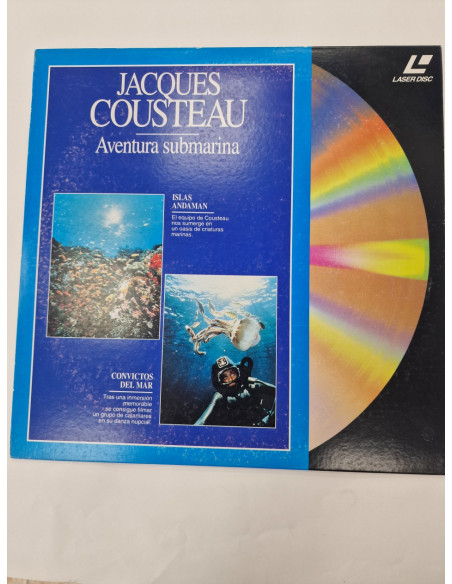 JACQUES
COUSTEAU
Aventura submarina
LASER DISC
ISLAS
ANDAMAN
El equipo de Cousteau
nos sumerge en
un oasis de criaturas
marinas.
CONVICTOS
DEL MAR
Tras una inmersión
memorable
se consigue filmar
un grupo de calamares
en su danza nupcial.